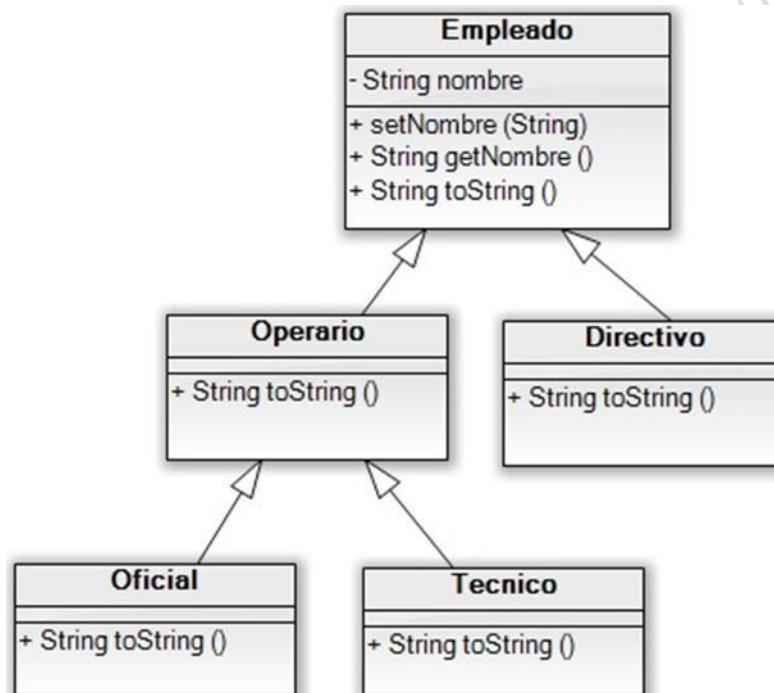 Empleado
- String nombre
+ setNombre (String)
+ String getNombre ()
+ String toString ()
Operario
+ String toString ()
Directivo
+ String toString ()
Oficial
+ String toString ()
Tecnico
+ String toString ()